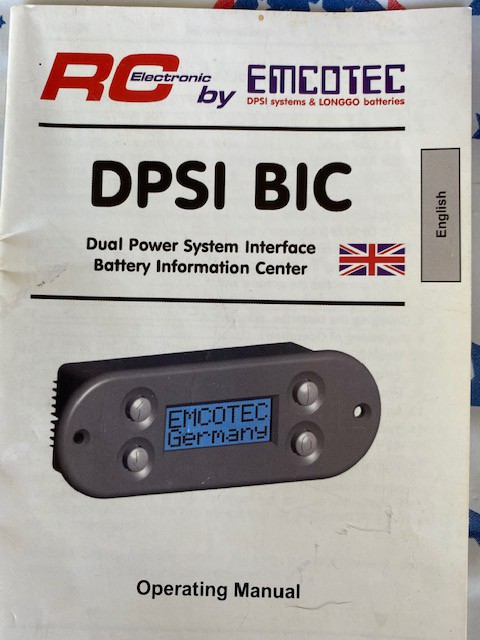 RC Electronic by EMCOTEC
DPSI systems & LONGGO batteries
DPSI BIC
English
Dual Power System Interface
Battery Information Center
EMCOTEC
Germany
Operating Manual